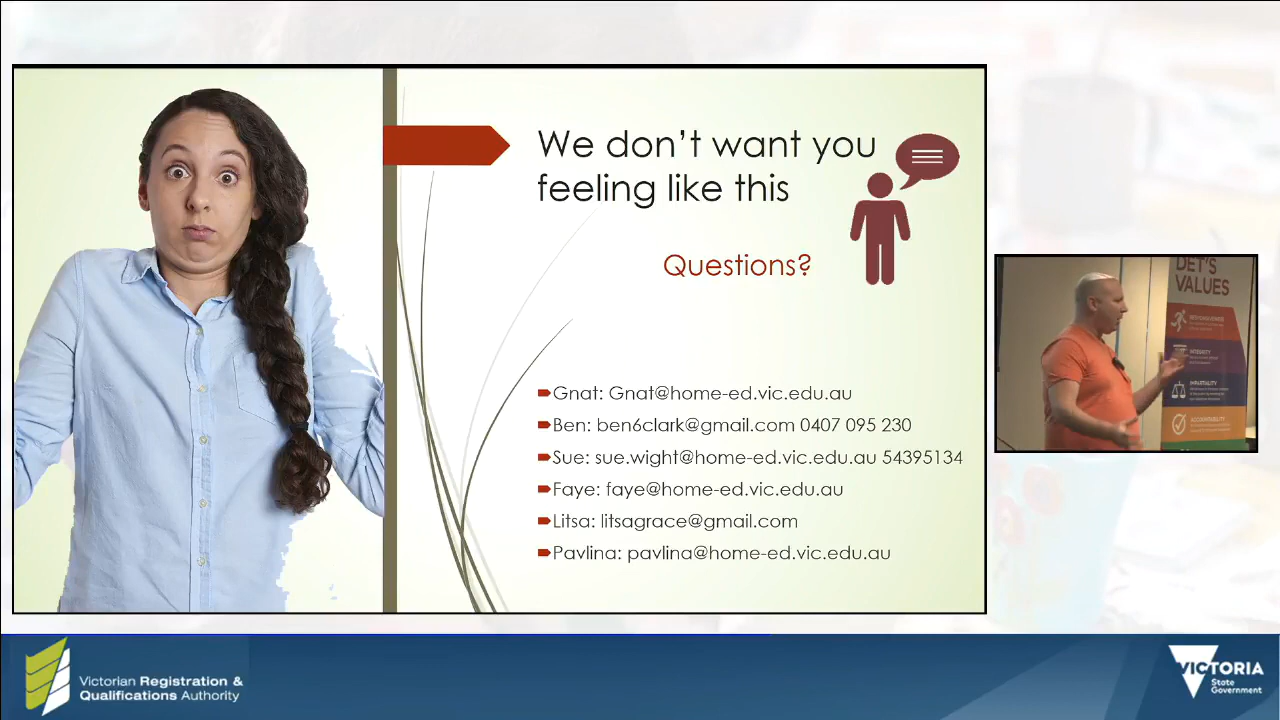 We don't want you
feeling like this
Questions?
Gnat: Gnat@home-ed.vic.edu.au
Ben: ben6clark@gmail.com 0407 095 230
Sue: sue.wight@home-ed.vic.edu.au 54395134
Faye: faye@home-ed.vic.edu.au
Litsa: litsagrace@gmail.com
Pavlina: pavlina@home-ed.vic.edu.au
DET'S
VALUES
INTEGRITY
IMPARTIALITY
ACCOUNTABILITY
Victorian Registration &
Qualifications Authority
VICTORIA
State
Government